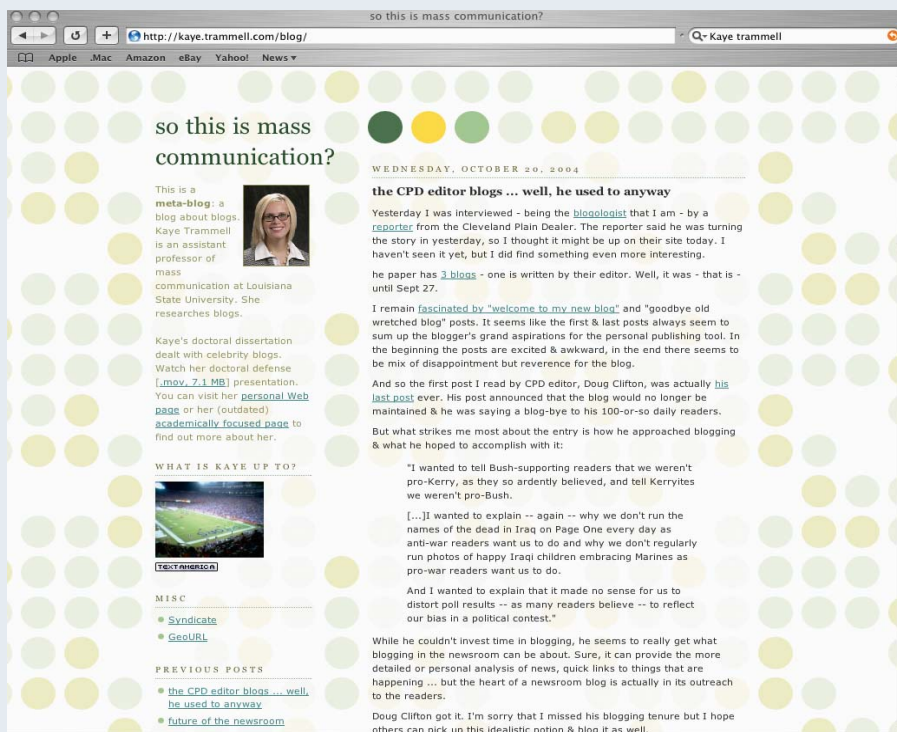 so this is mass communication?
http://kaye.trammell.com/blog/
Kaye trammell
Apple .Mac Amazon eBay Yahoo! News
so this is mass
communication?
This is a
meta-blog: a
blog about blogs.
Kaye Trammell
is an assistant
professor of
mass
communication at Louisiana
State University. She
researches blogs.
Kaye's doctoral dissertation
dealt with celebrity blogs.
Watch her doctoral defense
[.mov, 7.1 MB] presentation.
You can visit her personal Web
page or her (outdated)
academically focused page to
find out more about her.
WHAT IS KAYE UP TO?
TEXTAMERICA
MISC
Syndicate
GeoURL
PREVIOUS POSTS
the CPD editor blogs ... well,
he used to anyway
future of the newsroom
WEDNESDAY, OCTOBER 20, 2004
the CPD editor blogs ... well, he used to anyway
Yesterday I was interviewed - being the blogologist that I am - by a
reporter from the Cleveland Plain Dealer. The reporter said he was turning
the story in yesterday, so I thought it might be up on their site today. I
haven't seen it yet, but I did find something even more interesting.
he paper has 3 blogs - one is written by their editor. Well, it was - that is -
until Sept 27.
I remain fascinated by "welcome to my new blog" and "goodbye old
wretched blog" posts. It seems like the first & last posts always seem to
sum up the blogger's grand aspirations for the personal publishing tool. In
the beginning the posts are excited & awkward, in the end there seems to
be mix of disappointment but reverence for the blog.
And so the first post I read by CPD editor, Doug Clifton, was actually his
last post ever. His post announced that the blog would no longer be
maintained & he was saying a blog-bye to his 100-or-so daily readers.
But what strikes me most about the entry is how he approached blogging
& what he hoped to accomplish with it:
"I wanted to tell Bush-supporting readers that we weren't
pro-Kerry, as they so ardently believed, and tell Kerryites
we weren't pro-Bush.
[...]I wanted to explain -- again -- why we don't run the
names of the dead in Iraq on Page One every day as
anti-war readers want us to do and why we don't regularly
run photos of happy Iraqi children embracing Marines as
pro-war readers want us to do.
And I wanted to explain that it made no sense for us to
distort poll results -- as many readers believe -- to reflect
our bias in a political contest."
While he couldn't invest time in blogging, he seems to really get what
blogging in the newsroom can be about. Sure, it can provide the more
detailed or personal analysis of news, quick links to things that are
happening ... but the heart of a newsroom blog is actually in its outreach
to the readers.
Doug Clifton got it. I'm sorry that I missed his blogging tenure but I hope
others can pick up this idealistic notion & blog it as well.